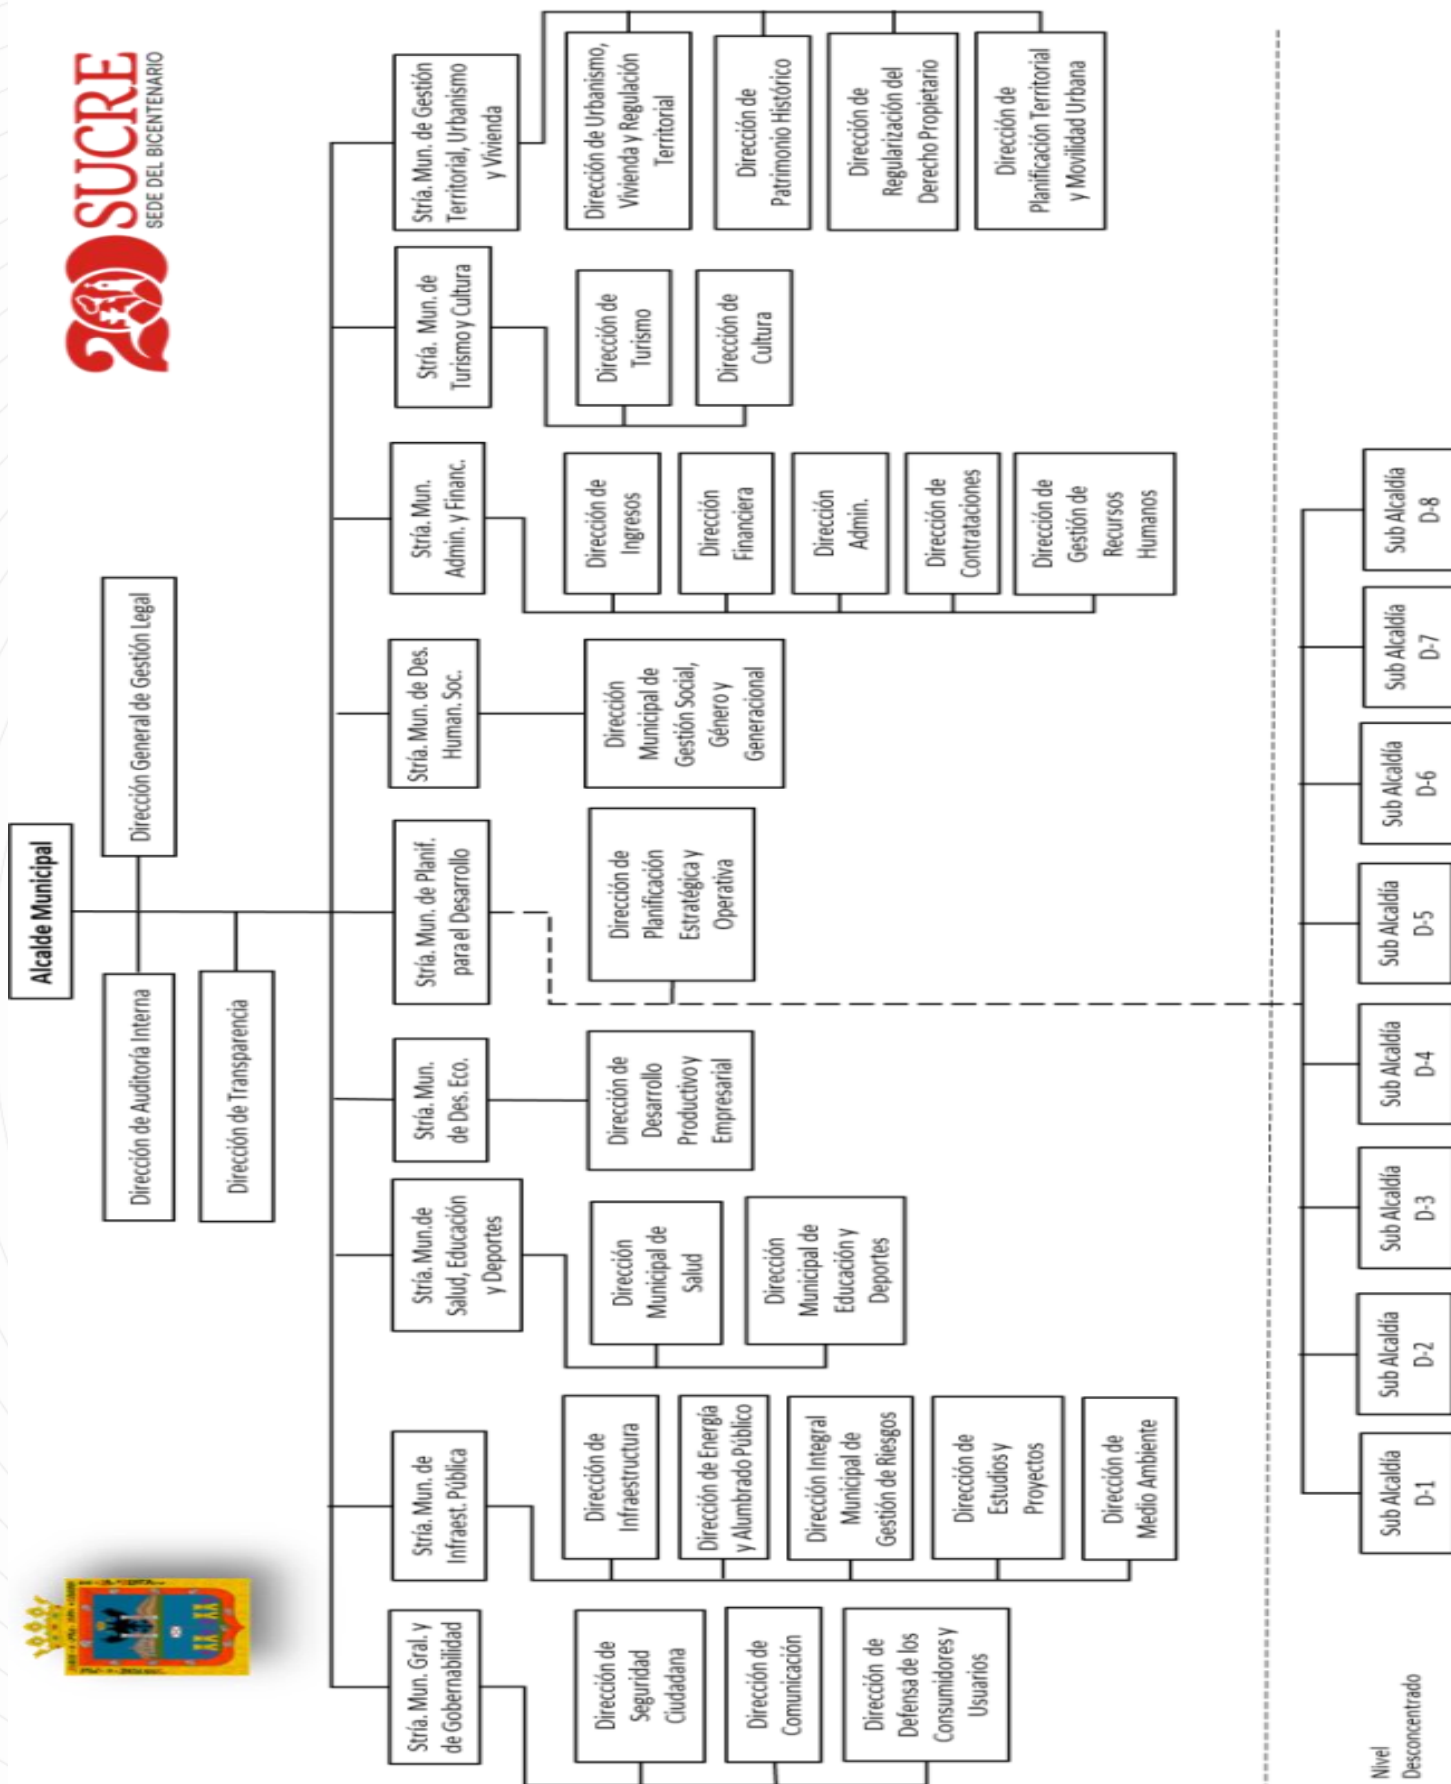 SUCRE
SEDE DEL BICENTENARIO
Alcalde Municipal
Dirección de Auditoría Interna
Dirección General de Gestión Legal
Dirección de Transparencia
Stría. Mun. Gral. y
de Gobernabilidad
Dirección de
Seguridad
Ciudadana
Dirección de
Comunicación
Dirección de
Defensa de los
Consumidores y
Usuarios
Stría. Mun. de
Infraest. Pública
Dirección de
Infraestructura
Dirección de Energía
y Alumbrado Público
Dirección Integral
Municipal de
Gestión de Riesgos
Dirección de
Estudios y
Proyectos
Dirección de
Medio Ambiente
Stría. Mun.de
Salud, Educación
y Deportes
Dirección
Municipal de
Salud
Dirección
Municipal de
Educación y
Deportes
Stría. Mun.
de Des. Eco.
Dirección de
Desarrollo
Productivo y
Empresarial
Stría. Mun. de Planif.
para el Desarrollo
Dirección de
Planificación
Estratégica y
Operativa
Stría. Mun. de Des.
Human. Soc.
Dirección
Municipal de
Gestión Social,
Género y
Generacional
Stría. Mun.
Admin. y Financ.
Dirección de
Ingresos
Dirección
Financiera
Dirección
Admin.
Dirección de
Contrataciones
Dirección de
Gestión de
Recursos
Humanos
Stría. Mun. de
Turismo y Cultura
Dirección de
Turismo
Dirección de
Cultura
Stría. Mun. de Gestión
Territorial, Urbanismo
y Vivienda
Dirección de Urbanismo,
Vivienda y Regulación
Territorial
Dirección de
Patrimonio Histórico
Dirección de
Regularización del
Derecho Propietario
Dirección de
Planificación Territorial
y Movilidad Urbana
Nivel
Desconcentrado
Sub Alcaldía
D-1
Sub Alcaldía
D-2
Sub Alcaldía
D-3
Sub Alcaldía
D-4
Sub Alcaldía
D-5
Sub Alcaldía
D-6
Sub Alcaldía
D-7
Sub Alcaldía
D-8